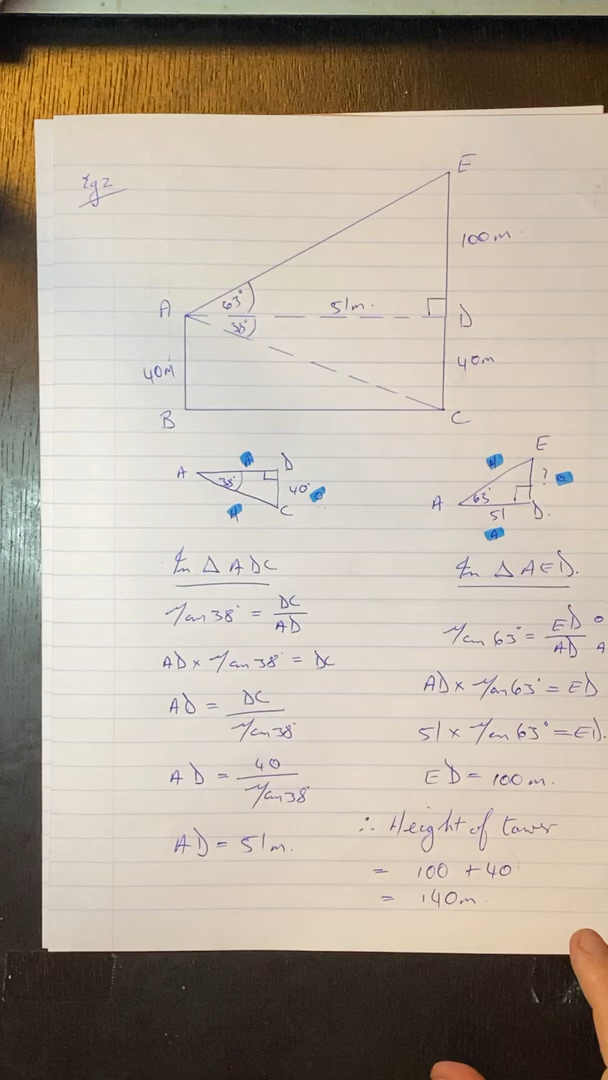 Eg 2
E
100m
63°
51m.
A
D
38°
40m
40m
B
C
A D
A 38° 40° O
H C
E
H ? O
A 63°
51 D.
A
In △ ADC
Tan 38° = DC/AD
AD x Tan 38° = DC
AD = DC/Tan 38
AD = 40/Tan 38
AD = 51m.
In △ AED.
Tan 63° = ED/AD O/A
AD x Tan 63° = ED
51 x Tan 63° = ED.
ED = 100m.
∴ Height of tower
= 100 + 40
= 140m